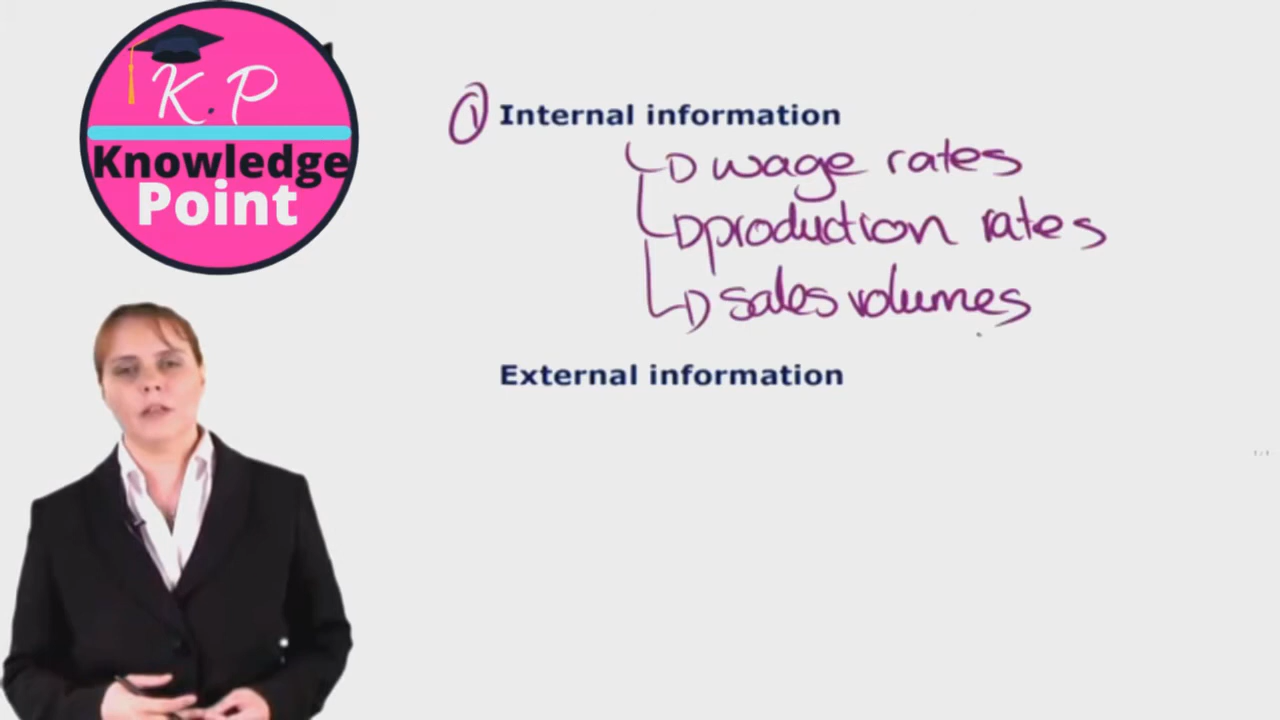 K.P
Knowledge
Point
① Internal information
wage rates
production rates
sales volumes
External information